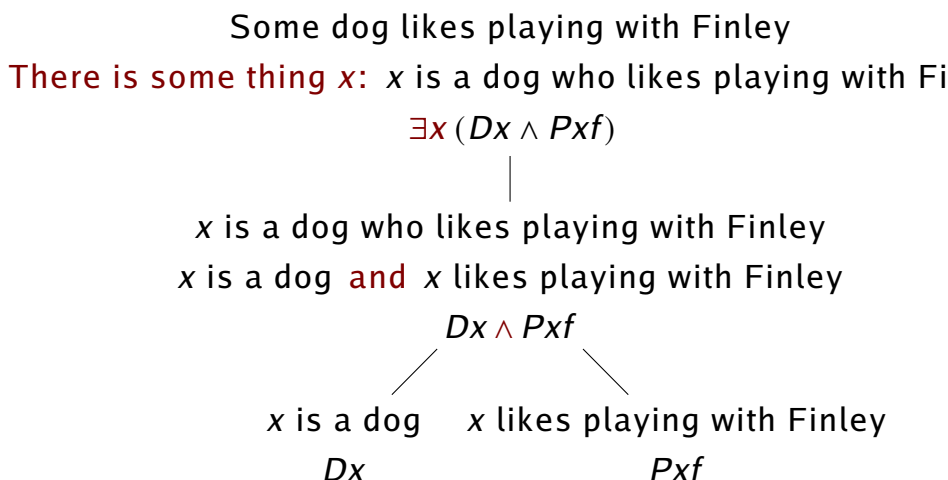 Some dog likes playing with Finley
There is some thing x: x is a dog who likes playing with Fi
∃x (Dx ∧ Pxf)
x is a dog who likes playing with Finley
x is a dog and x likes playing with Finley
Dx ∧ Pxf
x is a dog x likes playing with Finley
Dx Pxf